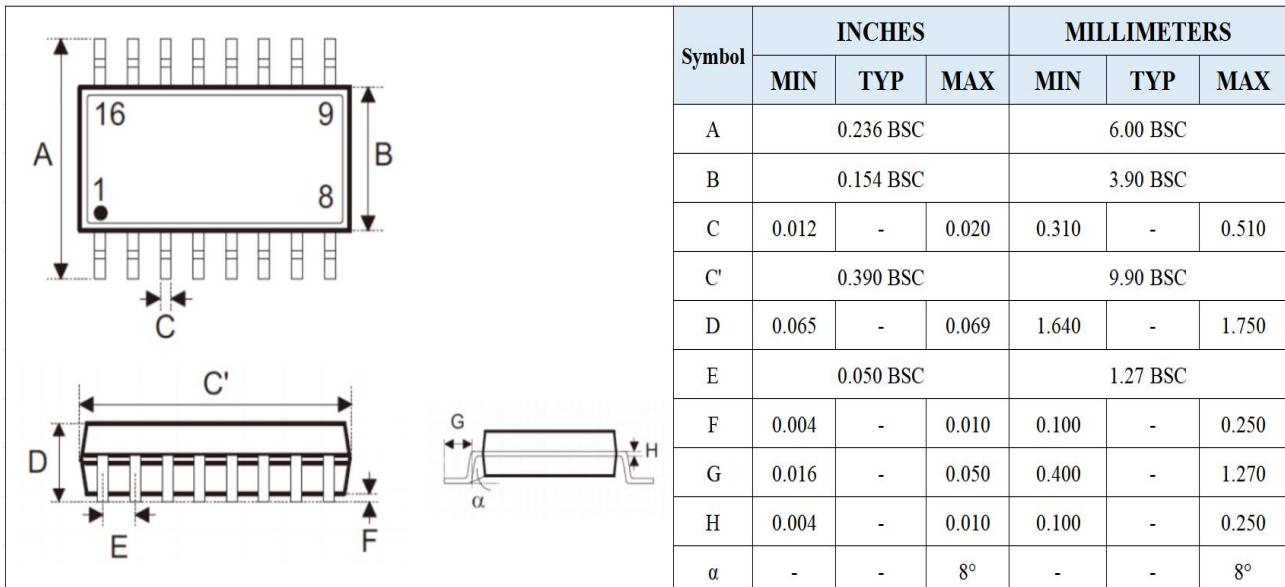 16 9
1 8
A
B
C
C'
D
E
F
G
H
α
Symbol INCHES MILLIMETERS
MIN TYP MAX MIN TYP MAX
A 0.236 BSC 6.00 BSC
B 0.154 BSC 3.90 BSC
C 0.012 - 0.020 0.310 - 0.510
C' 0.390 BSC 9.90 BSC
D 0.065 - 0.069 1.640 - 1.750
E 0.050 BSC 1.27 BSC
F 0.004 - 0.010 0.100 - 0.250
G 0.016 - 0.050 0.400 - 1.270
H 0.004 - 0.010 0.100 - 0.250
α - - 8° - - 8°